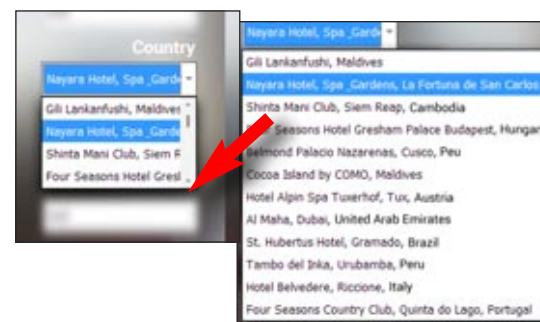 Country
Nayara Hotel, Spa _Garde
Gili Lankanfushi, Maldives
Nayara Hotel, Spa _Garde
Shinta Mani Club, Siem R
Four Seasons Hotel Gresl
Nayara Hotel, Spa _Garde
Gili Lankanfushi, Maldives
Nayara Hotel, Spa _Gardens, La Fortuna de San Carlos
Shinta Mani Club, Siem Reap, Cambodia
Seasons Hotel Gresham Palace Budapest, Hungar
Belmond Palacio Nazarenas, Cusco, Peu
Cocoa Island by COMO, Maldives
Hotel Alpin Spa Tuxerhof, Tux, Austria
Al Maha, Dubai, United Arab Emirates
St. Hubertus Hotel, Gramado, Brazil
Tambo del Inka, Urubamba, Peru
Hotel Belvedere, Riccione, Italy
Four Seasons Country Club, Quinta do Lago, Portugal